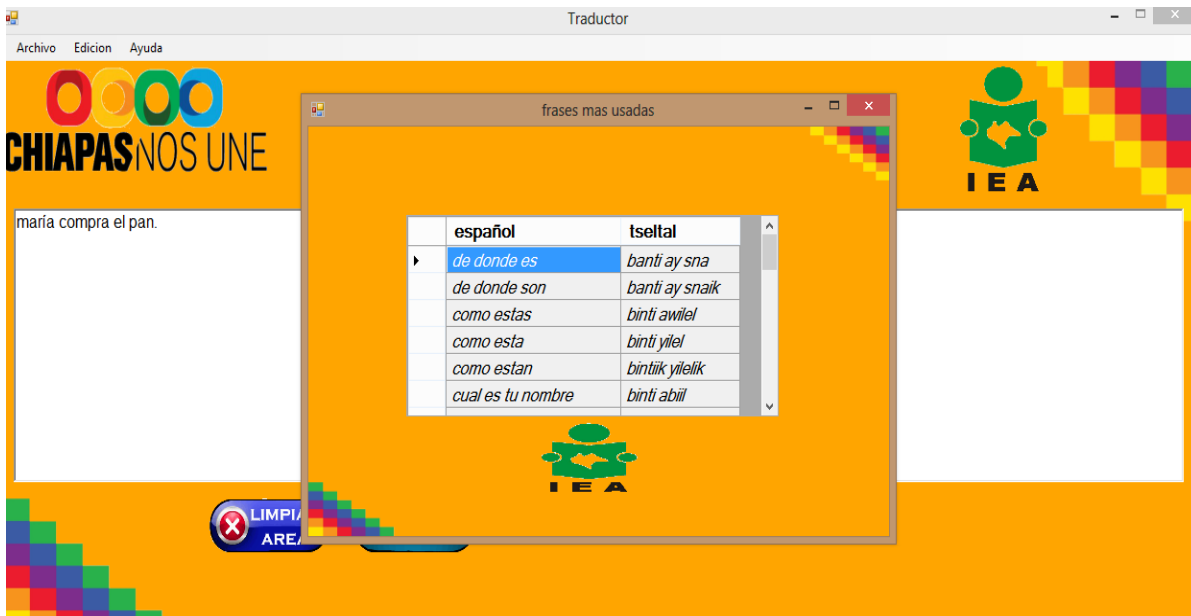 Traductor
Archivo Edicion Ayuda
CHIAPAS NOS UNE
frases mas usadas
IEA
maría compra el pan.
español tseltal
de donde es banti ay sna
de donde son banti ay snaik
como estas binti awilel
como esta binti yilel
como estan bintiik yilelik
cual es tu nombre binti abiil
IEA